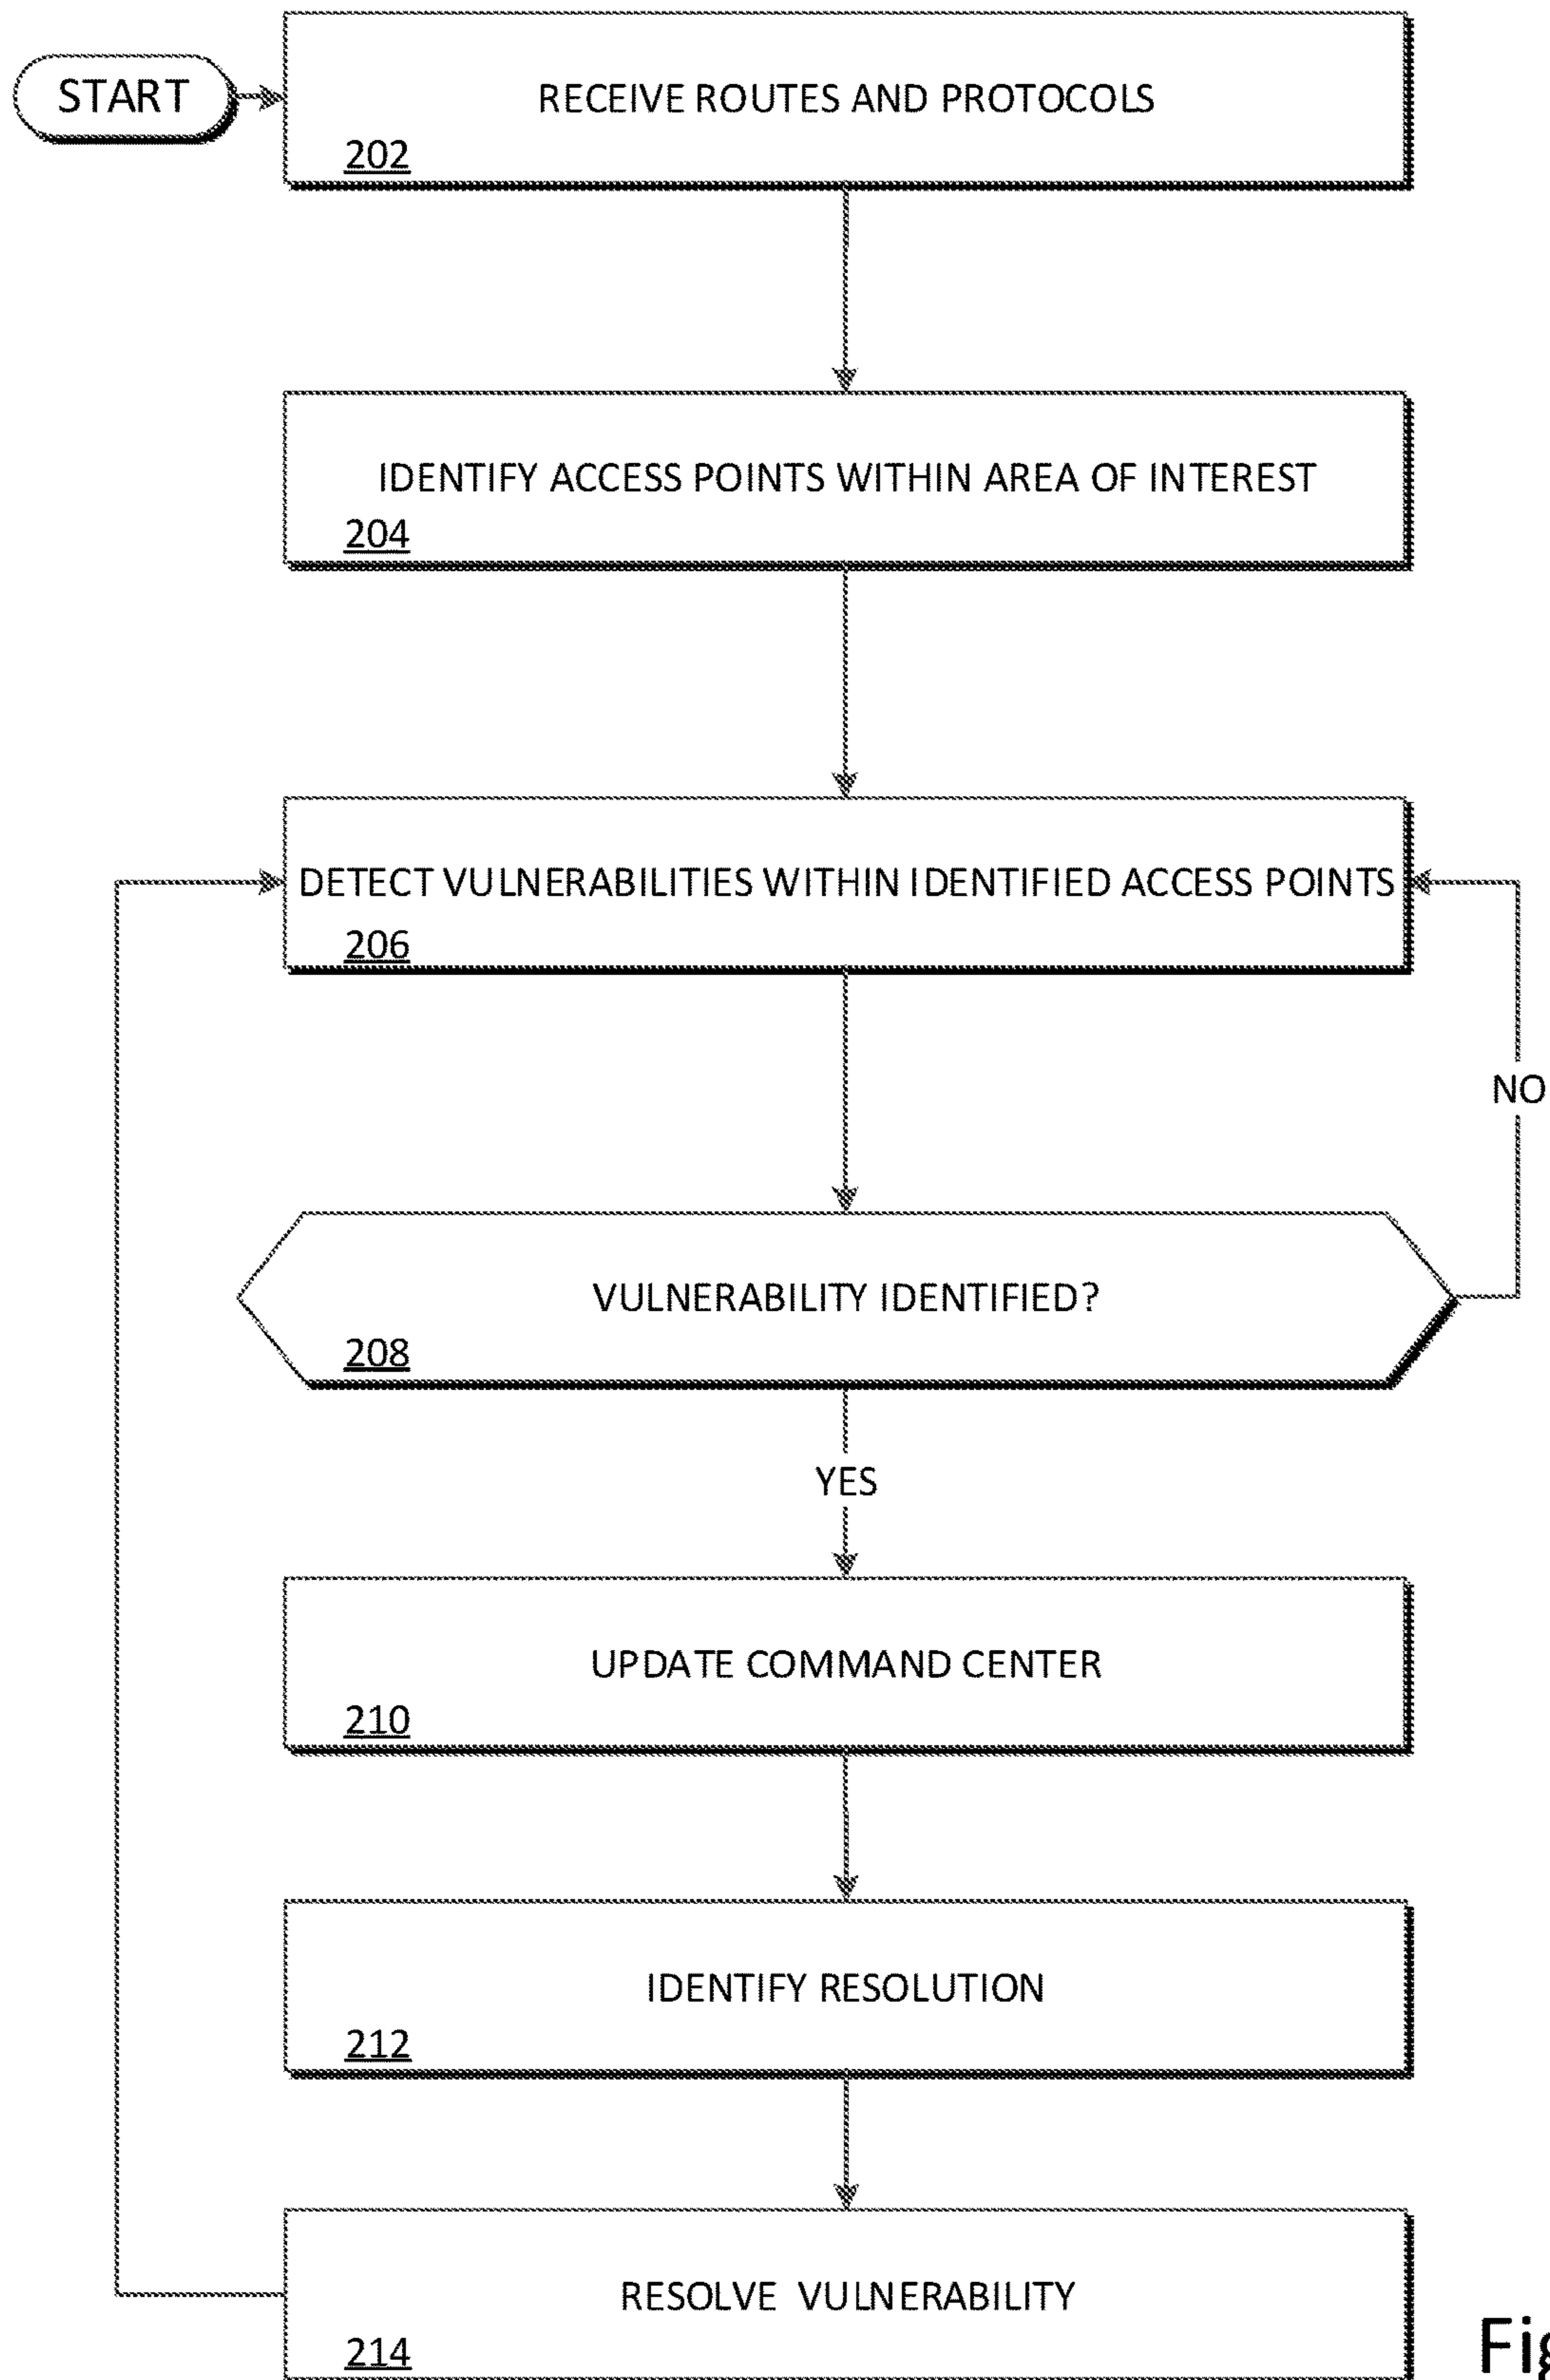 START
RECEIVE ROUTES AND PROTOCOLS
202
IDENTIFY ACCESS POINTS WITHIN AREA OF INTEREST
204
DETECT VULNERABILITIES WITHIN IDENTIFIED ACCESS POINTS
206
NO
VULNERABILITY IDENTIFIED?
208
YES
UPDATE COMMAND CENTER
210
IDENTIFY RESOLUTION
212
RESOLVE VULNERABILITY
214